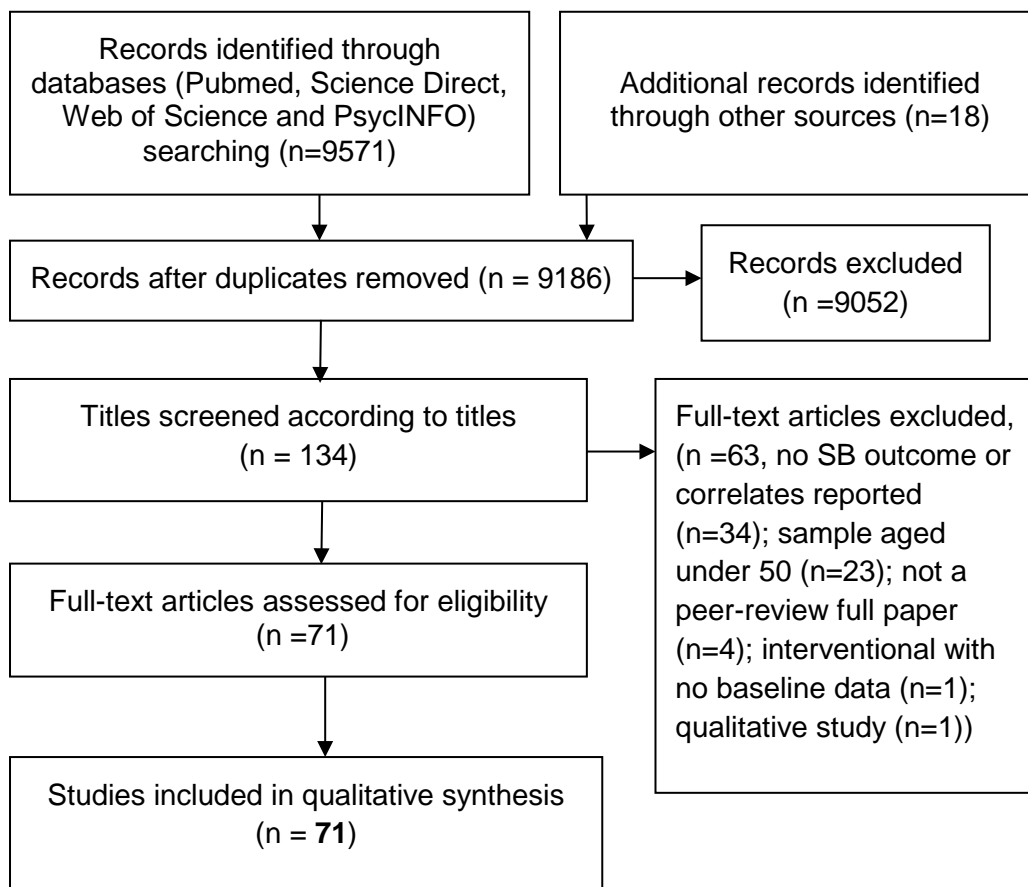 Records identified through
databases (Pubmed, Science Direct,
Web of Science and PsycINFO)
searching (n=9571)
Additional records identified
through other sources (n=18)
Records after duplicates removed (n = 9186)
Records excluded
(n =9052)
Titles screened according to titles
(n = 134)
Full-text articles excluded,
(n =63, no SB outcome or
correlates reported
(n=34); sample aged
under 50 (n=23); not a
peer-review full paper
(n=4); interventional with
no baseline data (n=1);
qualitative study (n=1))
Full-text articles assessed for eligibility
(n =71)
Studies included in qualitative synthesis
(n = 71)